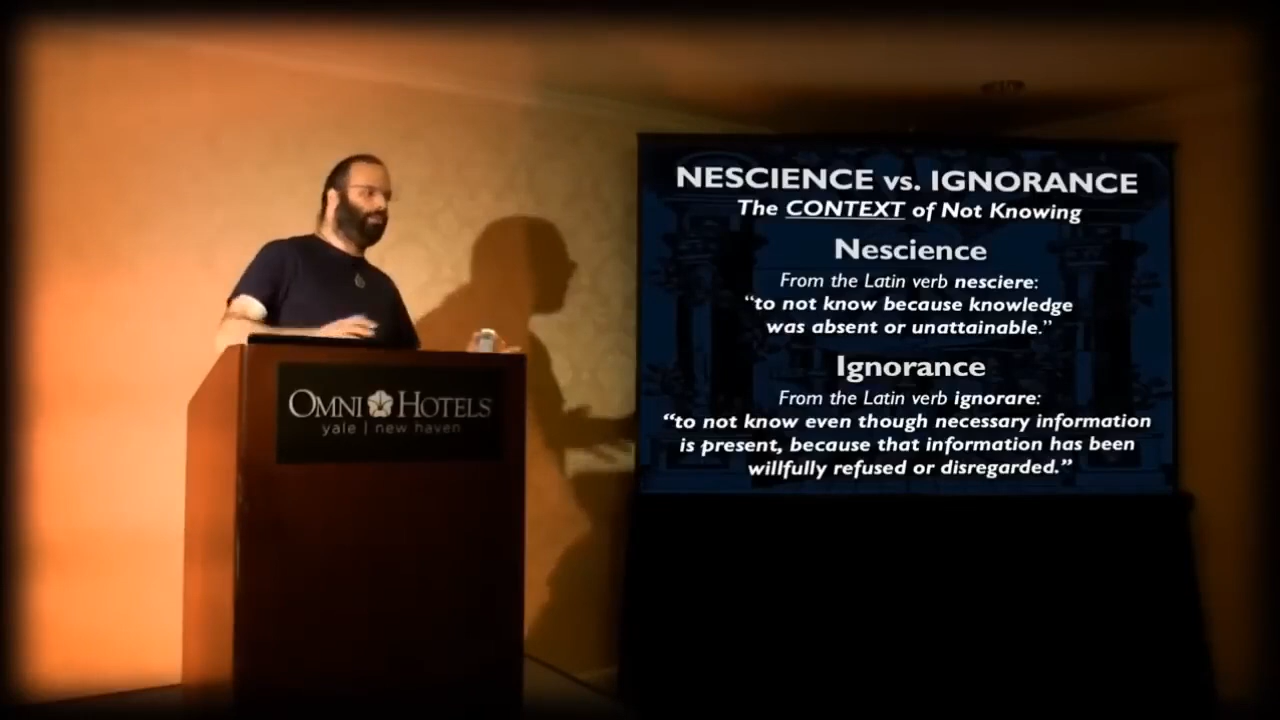 OMNI HOTELS
yale | new haven
NESCIENCE vs. IGNORANCE
The CONTEXT of Not Knowing
Nescience
From the Latin verb nesciere:
“to not know because knowledge
was absent or unattainable.”
Ignorance
From the Latin verb ignorare:
“to not know even though necessary information
is present, because that information has been
willfully refused or disregarded.”